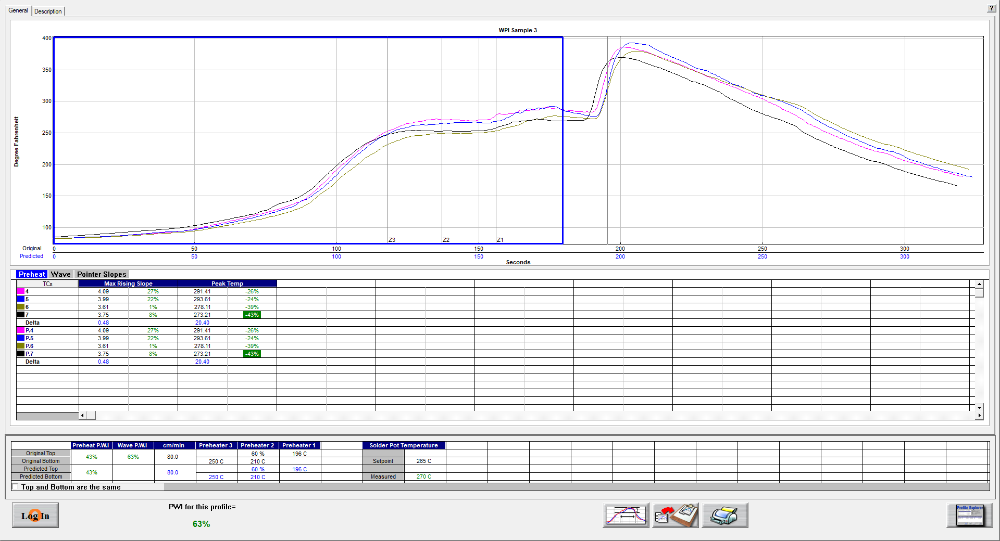 General Description ?
WPI Sample 3
Degree Fahrenheit
400
350
300
250
200
150
100
Z3 Z2 Z1
Original 0 50 100 150 200 250 300
Predicted 0 50 100 150 200 250 300
Seconds
Preheat Wave Pointer Slopes
TCs Max Rising Slope Peak Temp
4 4.09 27% 291.41 -26%
5 3.99 22% 293.61 -24%
6 3.61 1% 278.11 -39%
7 3.75 8% 273.21 -43%
Delta 0.48 20.40
P.4 4.09 27% 291.41 -26%
P.5 3.99 22% 293.61 -24%
P.6 3.61 1% 278.11 -39%
P.7 3.75 8% 273.21 -43%
Delta 0.48 20.40
Preheat P.W.I Wave P.W.I cm/min Preheater 3 Preheater 2 Preheater 1 Solder Pot Temperature
Original Top 43% 63% 80.0 60 % 196 C
Original Bottom 250 C 210 C Setpoint 265 C
Predicted Top 43% 80.0 60 % 196 C
Predicted Bottom 250 C 210 C Measured 270 C
Top and Bottom are the same
Log In
PWI for this profile=
63%
Profile Explorer